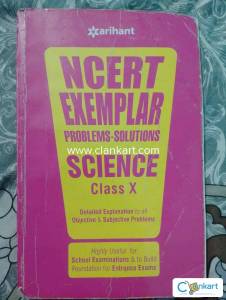 arihant
NCERT
EXEMPLAR
PROBLEMS-SOLUTIONS
www.clankart.com
SCIENCE
Class X
Detailed Explanation to all
Objective & Subjective Problems
Highly Useful for
School Examinations & to Build
Foundation for Entrance Exams
Clankart